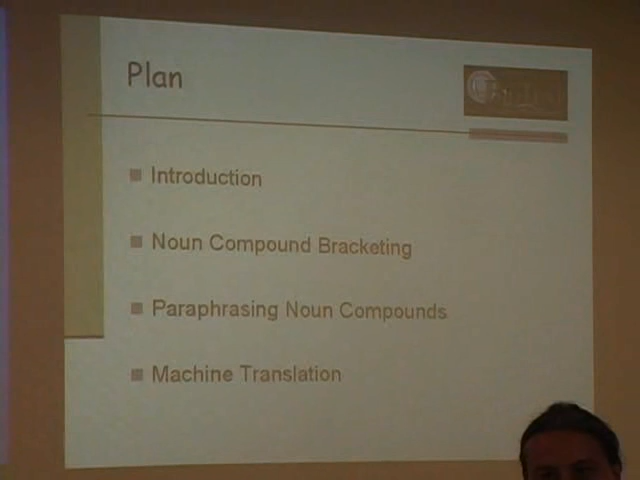 Plan
Introduction
Noun Compound Bracketing
Paraphrasing Noun Compounds
Machine Translation